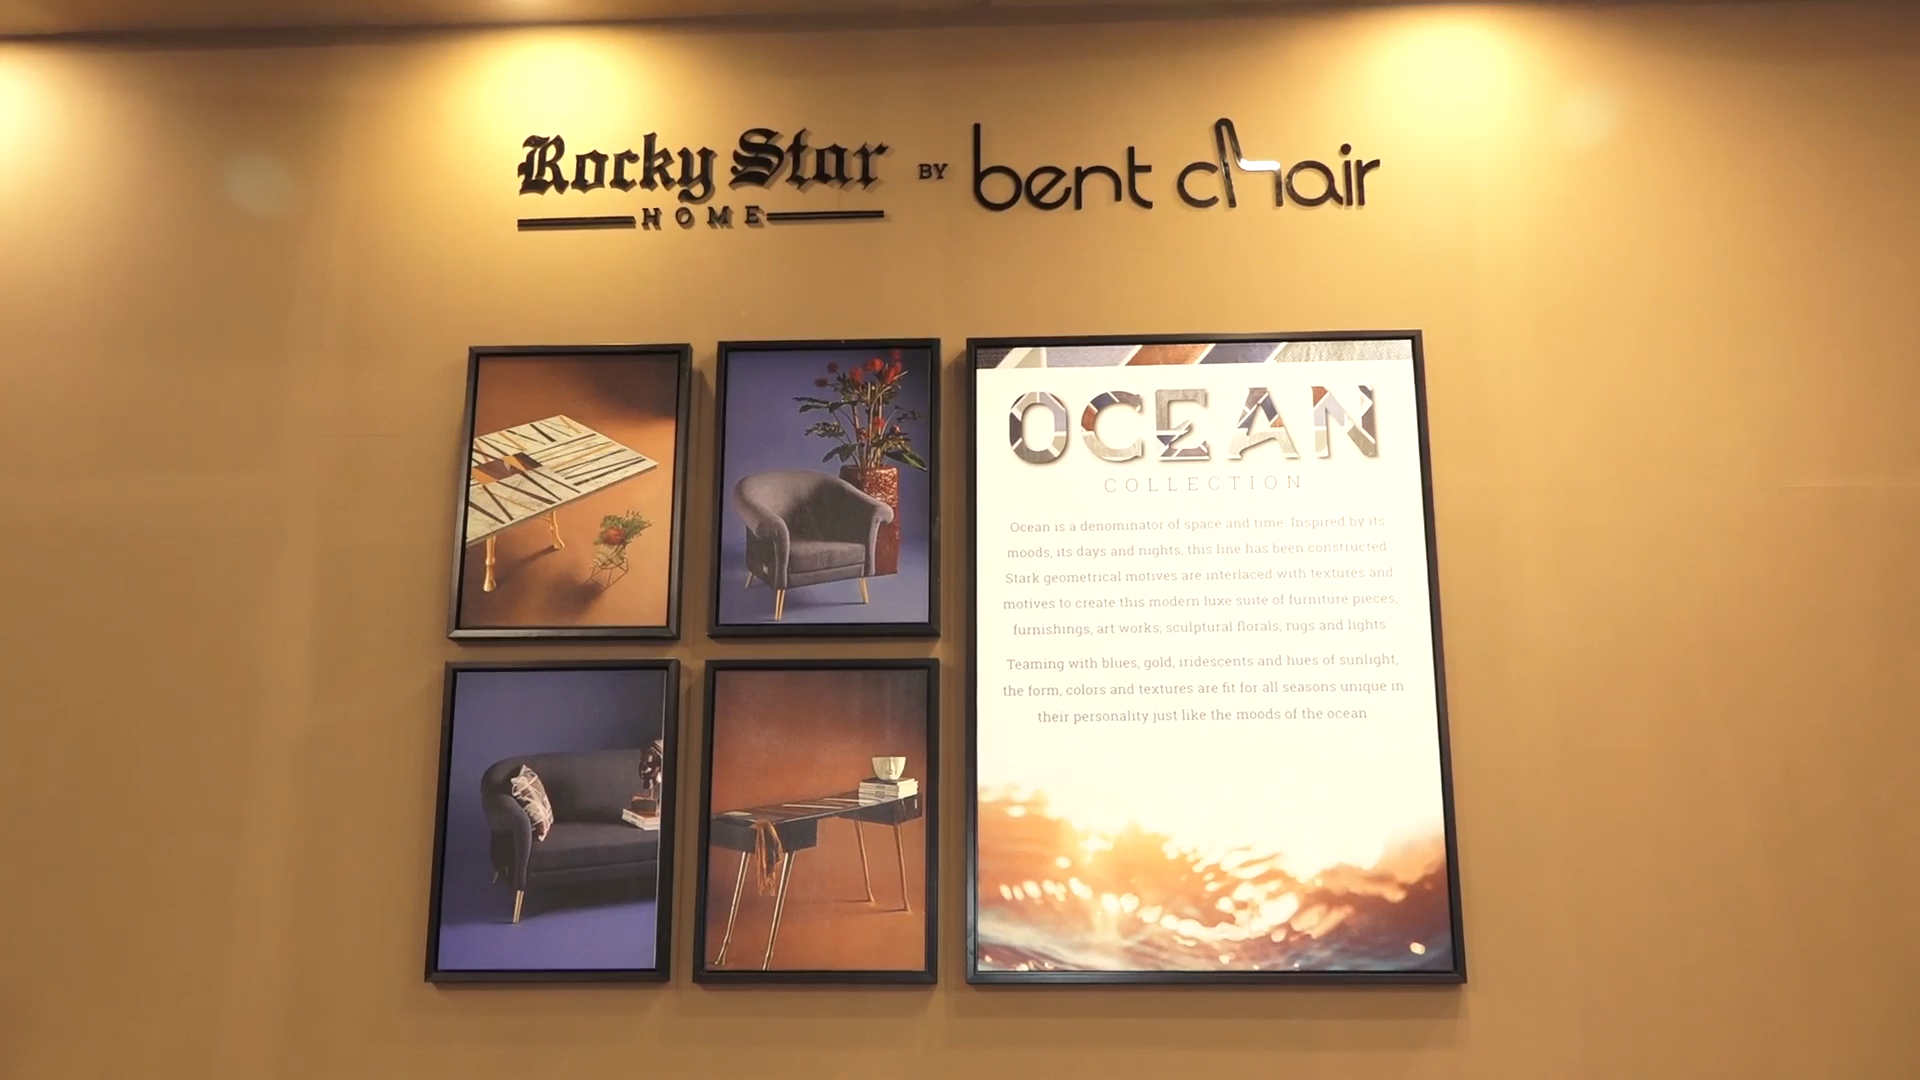 Rocky Star BY bent chair
HOME
OCEAN
COLLECTION
Ocean is a denominator of space and time. Inspired by its
moods, its days and nights, this line has been constructed.
Stark geometrical motives are interlaced with textures and
motives to create this modern luxe suite of furniture pieces,
furnishings, art works, sculptural florals, rugs and lights
Teaming with blues, gold, iridescents and hues of sunlight,
the form, colors and textures are fit for all seasons unique in
their personality just like the moods of the ocean